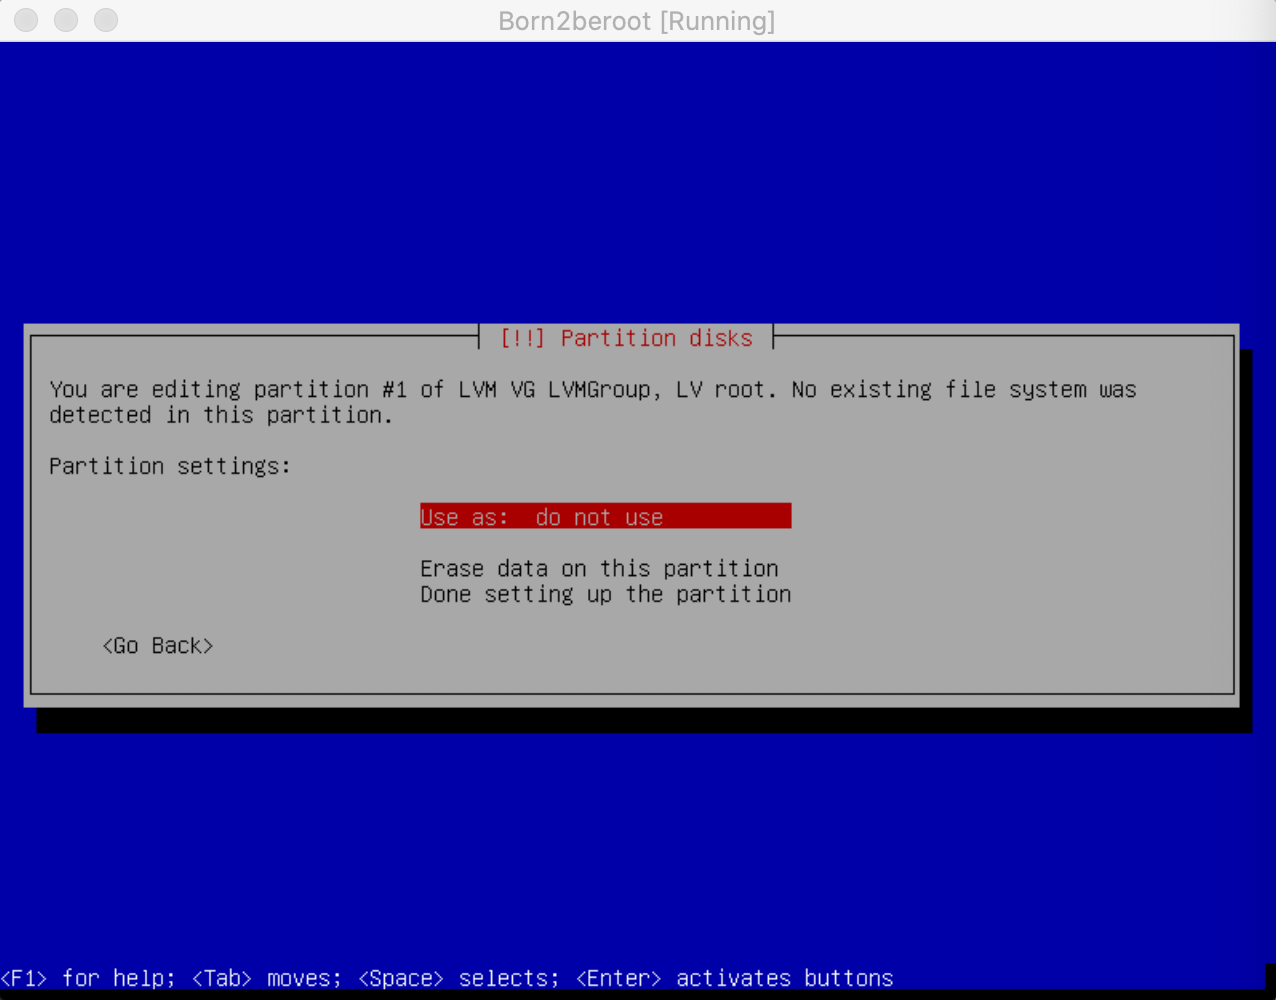 Born2beroot [Running]
[!!] Partition disks
You are editing partition #1 of LVM VG LVMGroup, LV root. No existing file system was
detected in this partition.
Partition settings:
Use as:  do not use
Erase data on this partition
Done setting up the partition
<Go Back>
<F1> for help; <Tab> moves; <Space> selects; <Enter> activates buttons